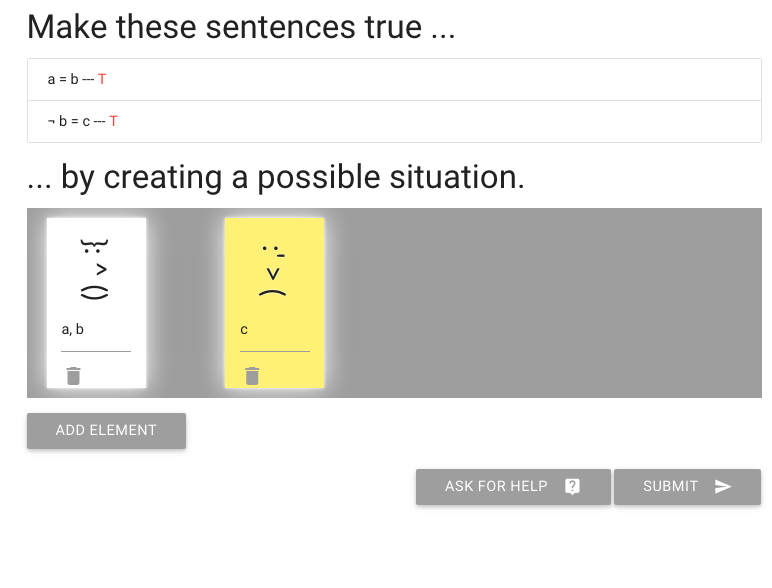 Make these sentences true ...
a = b --- T
¬ b = c --- T
... by creating a possible situation.
a, b
c
ADD ELEMENT
ASK FOR HELP
SUBMIT